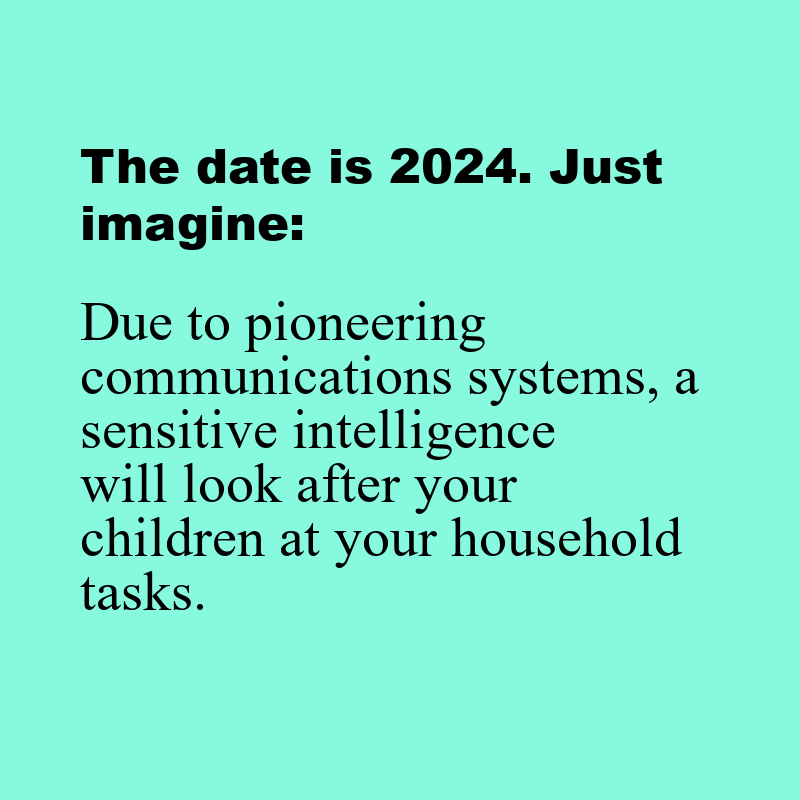 The date is 2024. Just
imagine:
Due to pioneering
communications systems, a
sensitive intelligence
will look after your
children at your household
tasks.